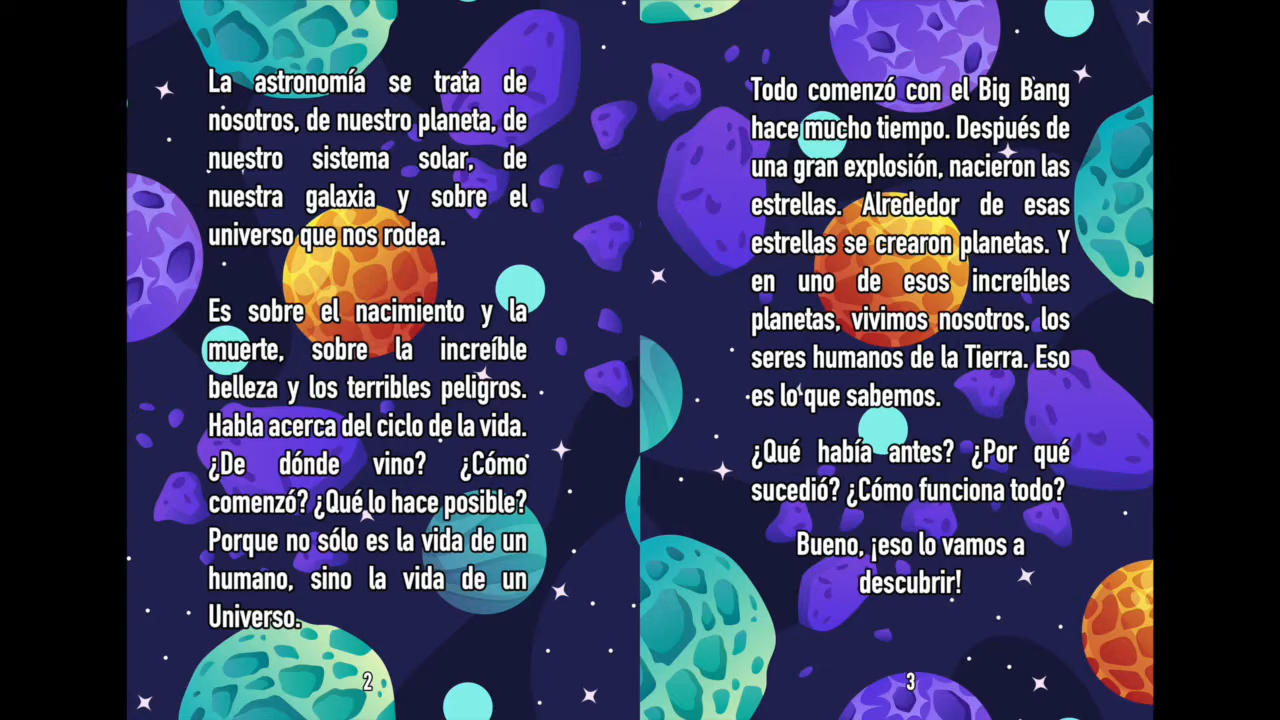 La astronomía se trata de
nosotros, de nuestro planeta, de
nuestro sistema solar, de
nuestra galaxia y sobre el
universo que nos rodea.
Es sobre el nacimiento y la
muerte, sobre la increíble
belleza y los terribles peligros.
Habla acerca del ciclo de la vida.
¿De dónde vino? ¿Cómo
comenzó? ¿Qué lo hace posible?
Porque no sólo es la vida de un
humano, sino la vida de un
Universo.
2
Todo comenzó con el Big Bang
hace mucho tiempo. Después de
una gran explosión, nacieron las
estrellas. Alrededor de esas
estrellas se crearon planetas. Y
en uno de esos increíbles
planetas, vivimos nosotros, los
seres humanos de la Tierra. Eso
es lo que sabemos.
¿Qué había antes? ¿Por qué
sucedió? ¿Cómo funciona todo?
Bueno, ¡eso lo vamos a
descubrir!
3